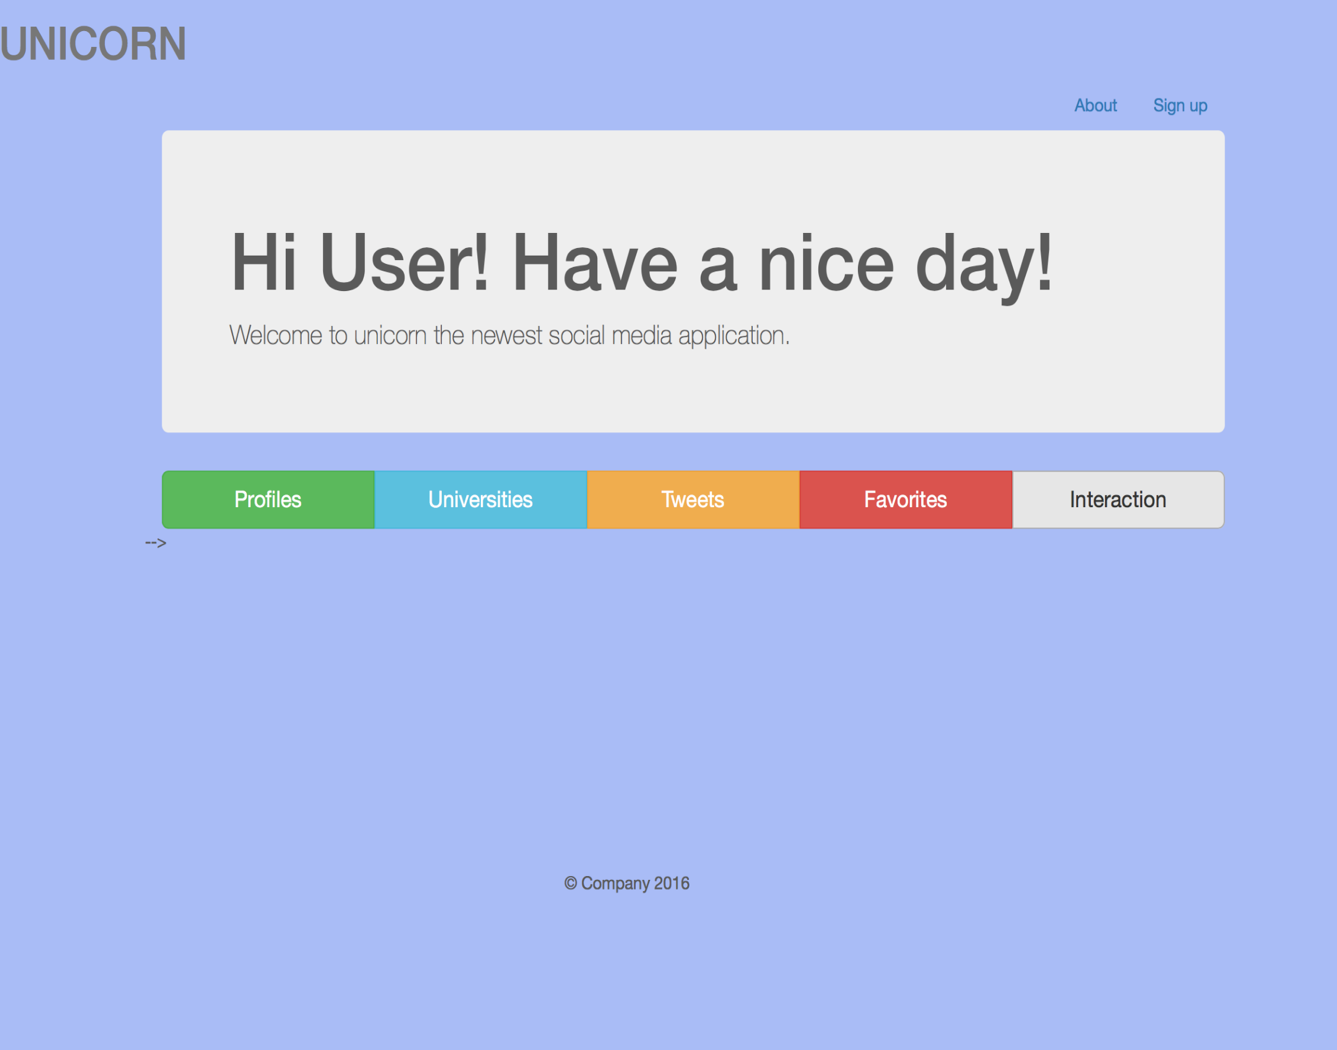 UNICORN
About Sign up
Hi User! Have a nice day!
Welcome to unicorn the newest social media application.
Profiles Universities Tweets Favorites Interaction
-->
© Company 2016